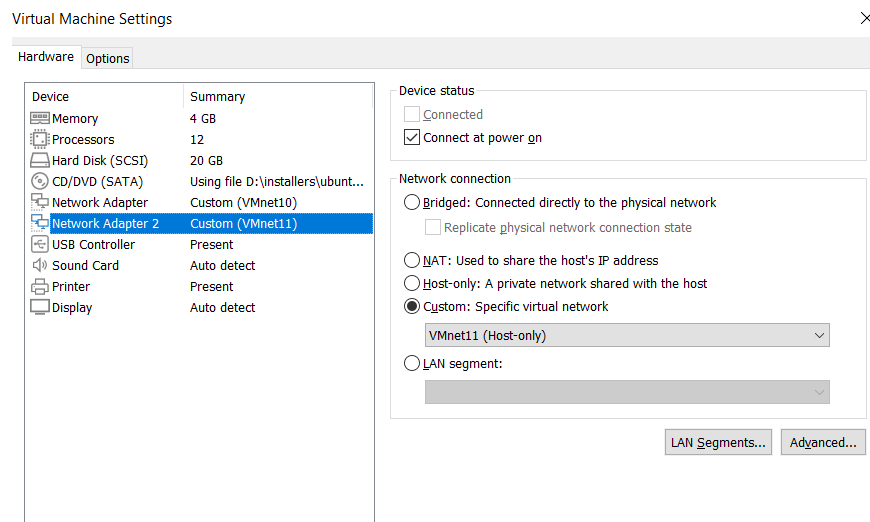 Virtual Machine Settings
Hardware
Options
Device Summary
Memory 4 GB
Processors 12
Hard Disk (SCSI) 20 GB
CD/DVD (SATA) Using file D:\installers\ubunt...
Network Adapter Custom (VMnet10)
Network Adapter 2 Custom (VMnet11)
USB Controller Present
Sound Card Auto detect
Printer Present
Display Auto detect
Device status
Connected
Connect at power on
Network connection
Bridged: Connected directly to the physical network
Replicate physical network connection state
NAT: Used to share the host's IP address
Host-only: A private network shared with the host
Custom: Specific virtual network
VMnet11 (Host-only)
LAN segment:
LAN Segments...
Advanced...